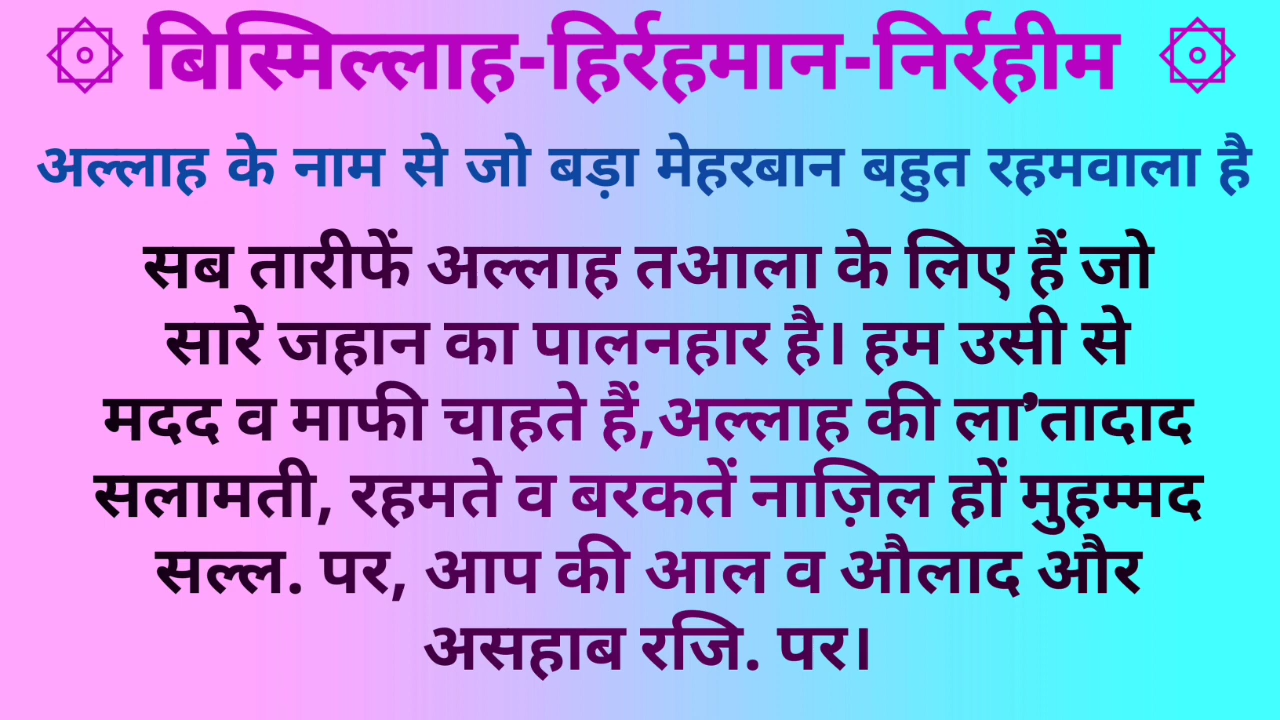 ۞ बिस्मिल्लाह-हिर्रहमान-निर्रहीम ۞
अल्लाह के नाम से जो बड़ा मेहरबान बहुत रहमवाला है
सब तारीफें अल्लाह तआला के लिए हैं जो
सारे जहान का पालनहार है। हम उसी से
मदद व माफी चाहते हैं,अल्लाह की ला’तादाद
सलामती, रहमते व बरकतें नाज़िल हों मुहम्मद
सल्ल. पर, आप की आल व औलाद और
असहाब रजि. पर।